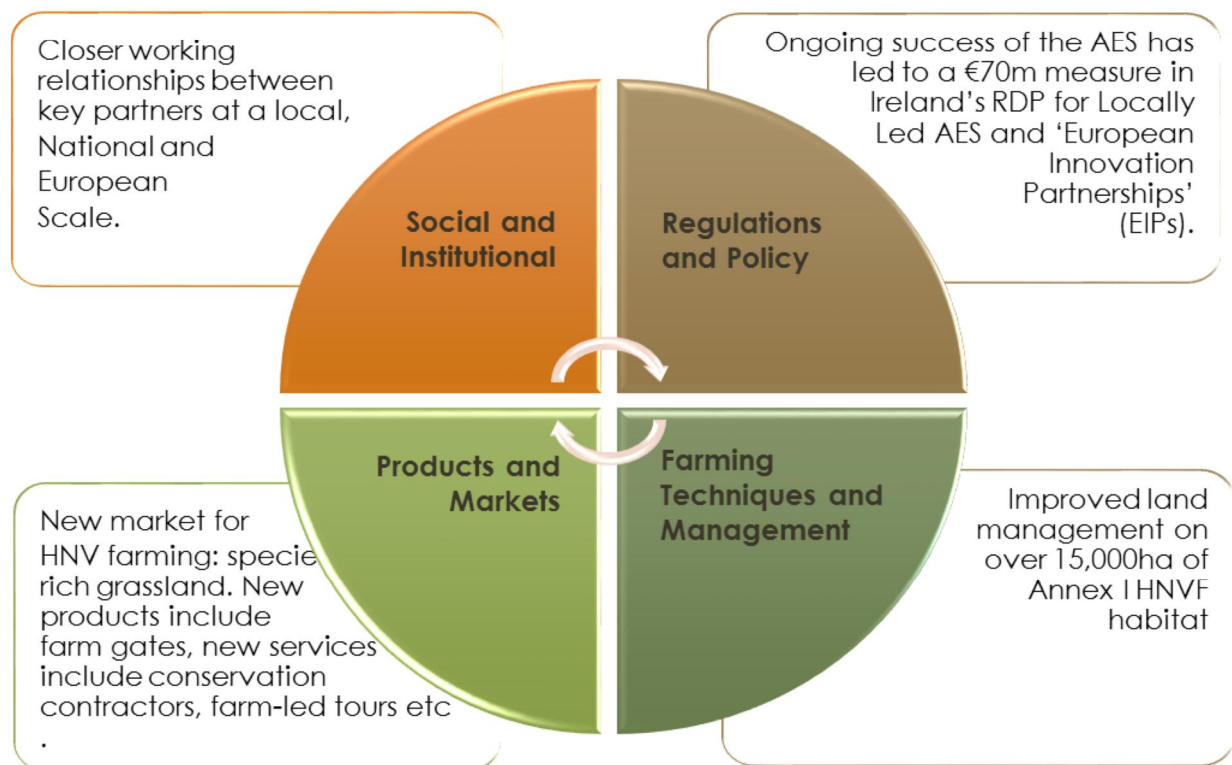 Closer working
relationships between
key partners at a local,
National and
European
Scale.
Ongoing success of the AES has
led to a €70m measure in
Ireland's RDP for Locally
Led AES and 'European
Innovation
Partnerships'
(EIPs).
Social and
Institutional
Regulations
and Policy
Products and
Markets
Farming
Techniques and
Management
New market for
HNV farming: specie
rich grassland. New
products include
farm gates, new services
include conservation
contractors, farm-led tours etc
.
Improved land
management on
over 15,000ha of
Annex I HNVF
habitat